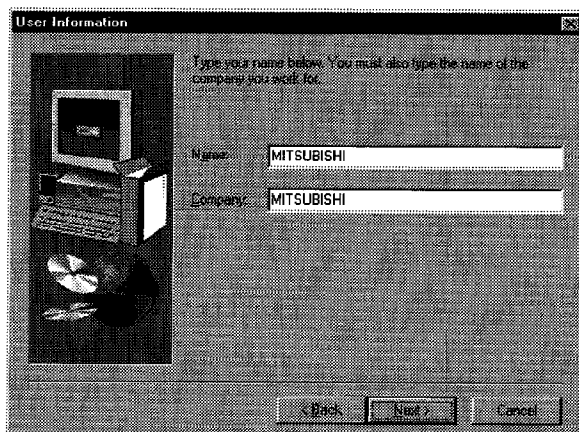 User Information
Type your name below. You must also type the name of the
company you work for.
Name: MITSUBISHI
Company: MITSUBISHI
< Back
Next >
Cancel